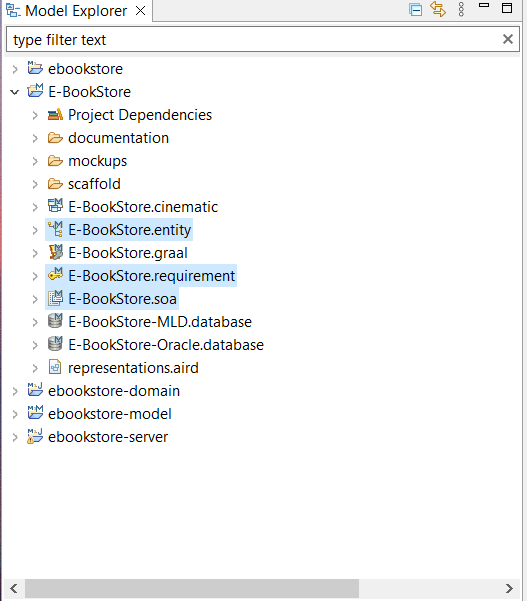 Model Explorer
type filter text
ebookstore
E-BookStore
Project Dependencies
documentation
mockups
scaffold
E-BookStore.cinematic
E-BookStore.entity
E-BookStore.graal
E-BookStore.requirement
E-BookStore.soa
E-BookStore-MLD.database
E-BookStore-Oracle.database
representations.aird
ebookstore-domain
ebookstore-model
ebookstore-server